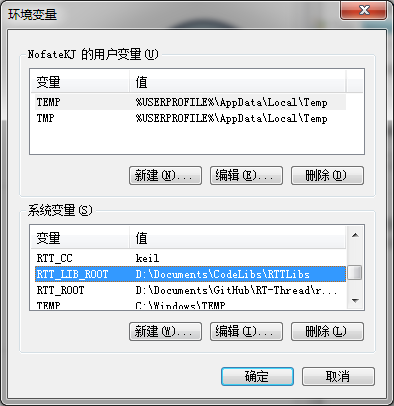 环境变量
NofateKJ 的用户变量(U)
变量 值
TEMP %USERPROFILE%\AppData\Local\Temp
TMP %USERPROFILE%\AppData\Local\Temp
新建(N)... 编辑(E)... 删除(D)
系统变量(S)
变量 值
RTT_CC keil
RTT_LIB_ROOT D:\Documents\CodeLibs\RTTLibs
RTT_ROOT D:\Documents\GitHub\RT-Thread\r...
TEMP C:\Windows\TEMP
新建(W)... 编辑(I)... 删除(L)
确定 取消